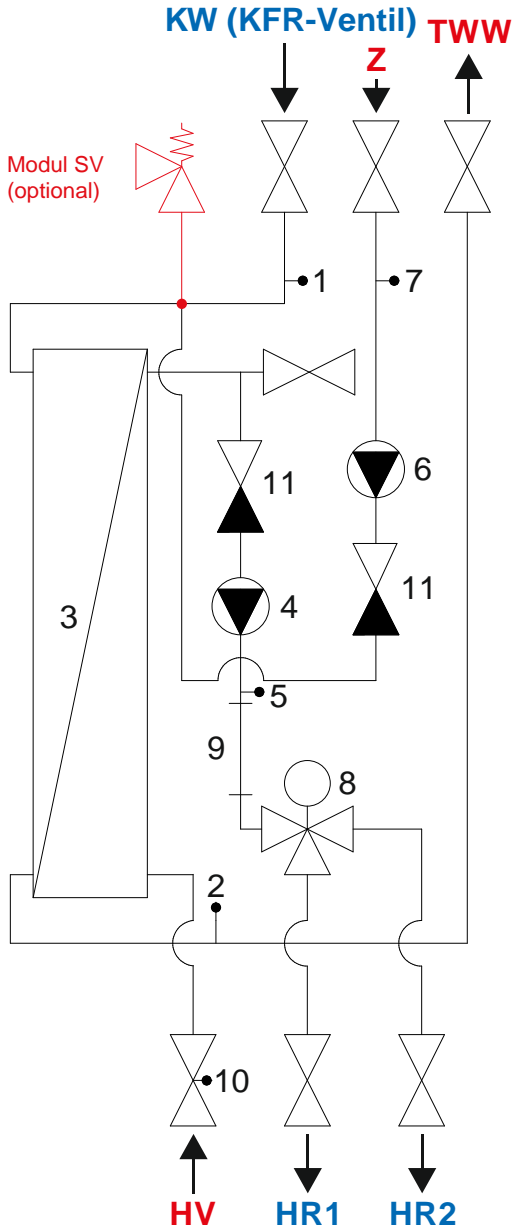 KW (KFR-Ventil)
TWW
Z
Modul SV
(optional)
1
7
6
11
11
3
4
5
9
8
2
10
HV
HR1
HR2